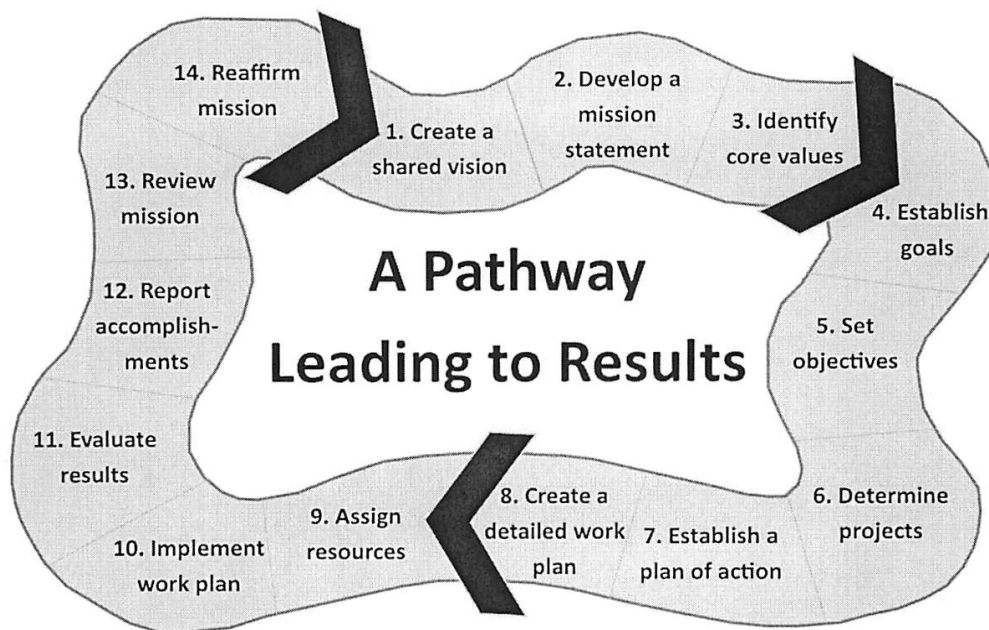 A Pathway
Leading to Results
1. Create a
shared vision
2. Develop a
mission
statement
3. Identify
core values
4. Establish
goals
5. Set
objectives
6. Determine
projects
7. Establish a
plan of action
8. Create a
detailed work
plan
9. Assign
resources
10. Implement
work plan
11. Evaluate
results
12. Report
accomplish-
ments
13. Review
mission
14. Reaffirm
mission